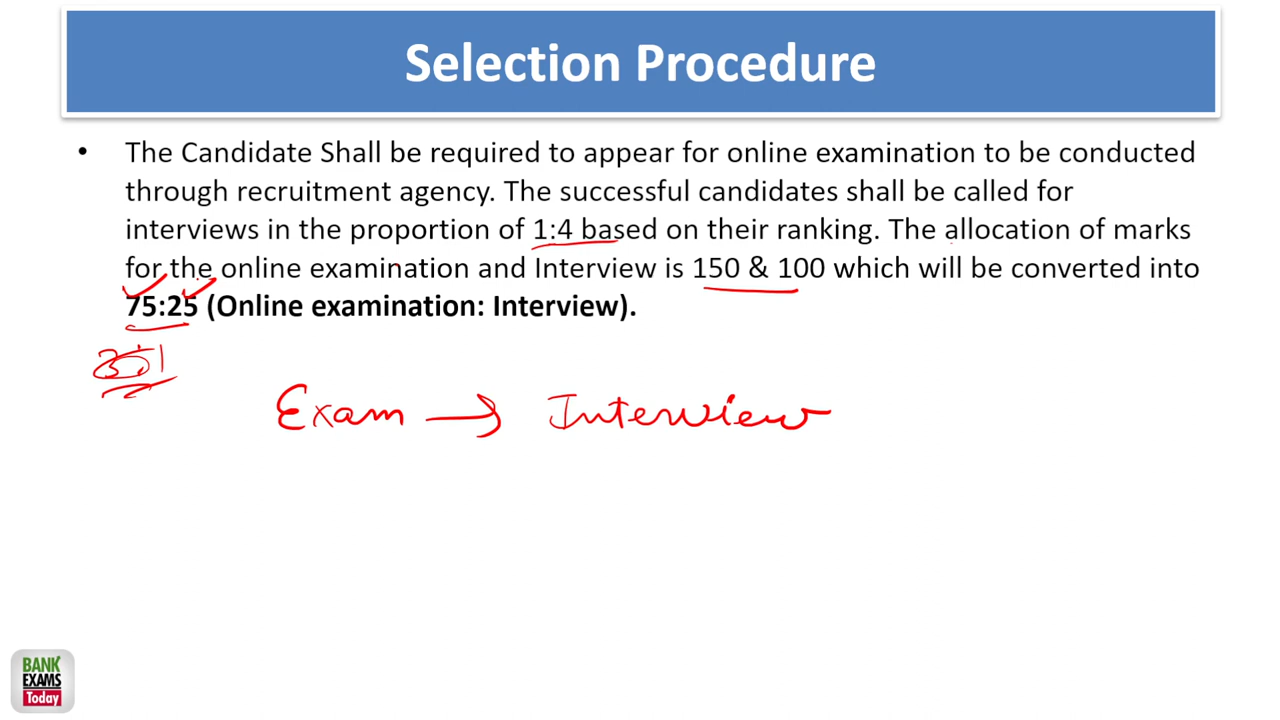 Selection Procedure
• The Candidate Shall be required to appear for online examination to be conducted
through recruitment agency. The successful candidates shall be called for
interviews in the proportion of 1:4 based on their ranking. The allocation of marks
for the online examination and Interview is 150 & 100 which will be converted into
75:25 (Online examination: Interview).
3:1
Exam → Interview
BANK
EXAMS
Today